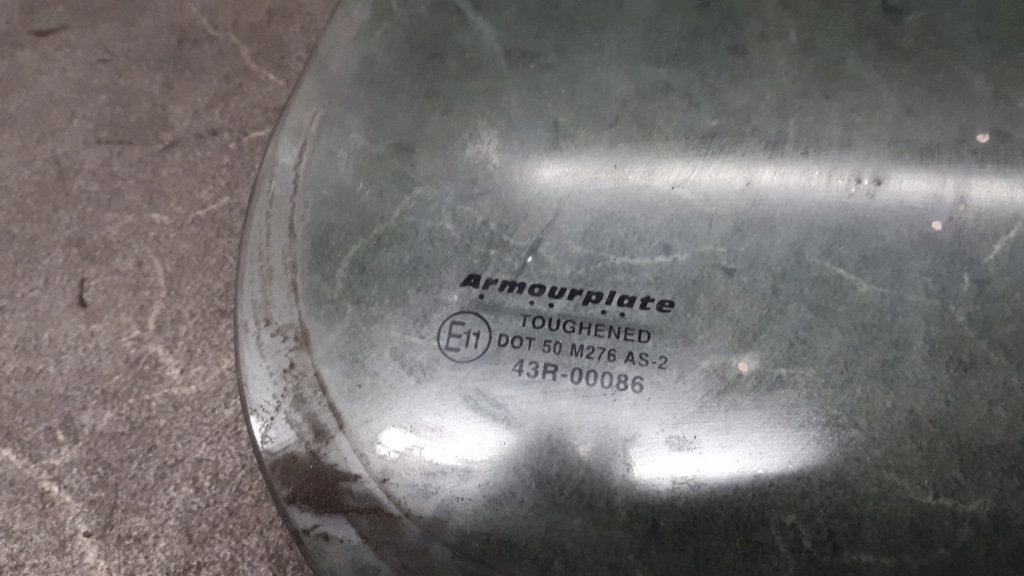 Armourplate
TOUGHENED
E11 DOT 50 M276 AS-2
43R-00086